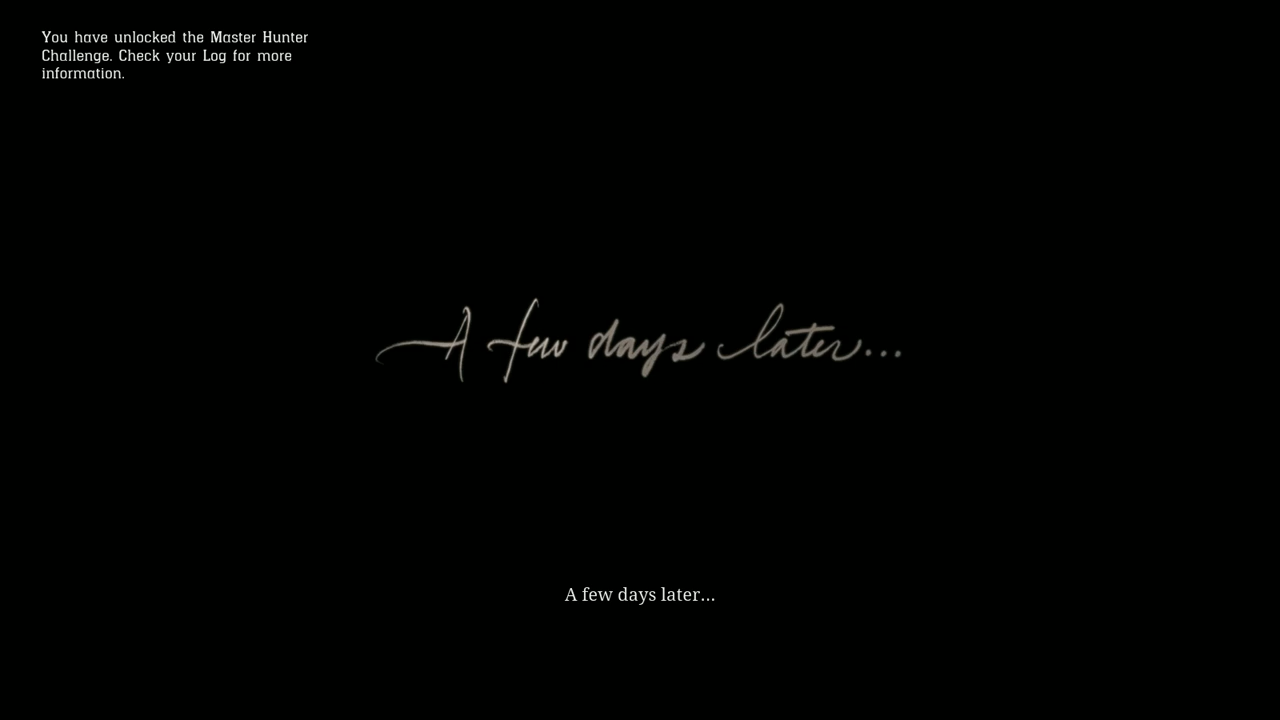 You have unlocked the Master Hunter
Challenge. Check your Log for more
information.
A few days later...
A few days later...